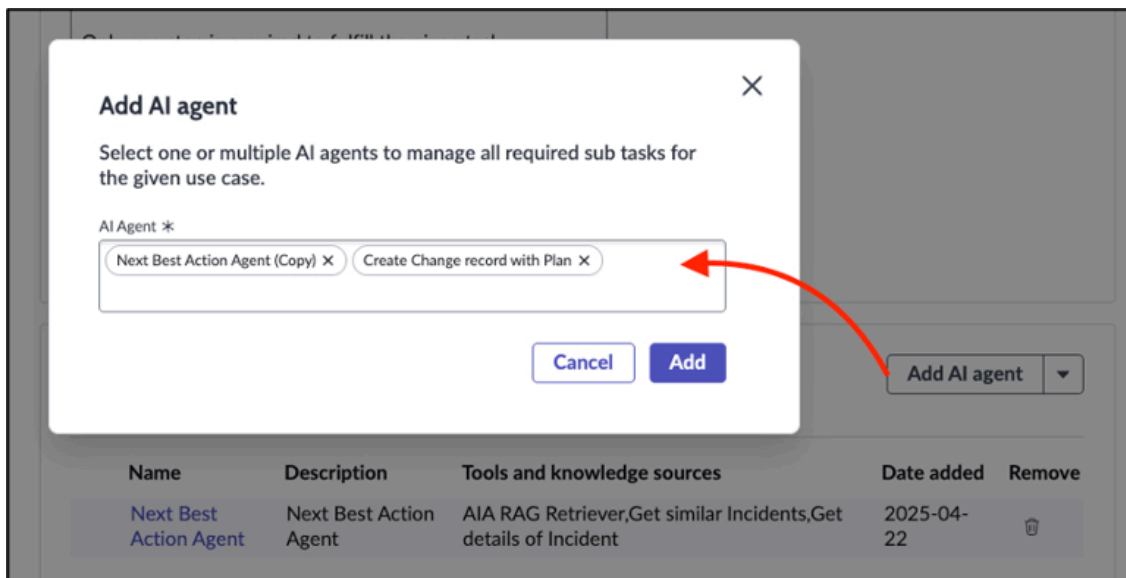 Add AI agent
Select one or multiple AI agents to manage all required sub tasks for
the given use case.
AI Agent *
Next Best Action Agent (Copy) × Create Change record with Plan ×
Cancel Add
Add AI agent
Name Description Tools and knowledge sources Date added Remove
Next Best Next Best Action AIA RAG Retriever,Get similar Incidents,Get 2025-04-
Action Agent Agent details of Incident 22